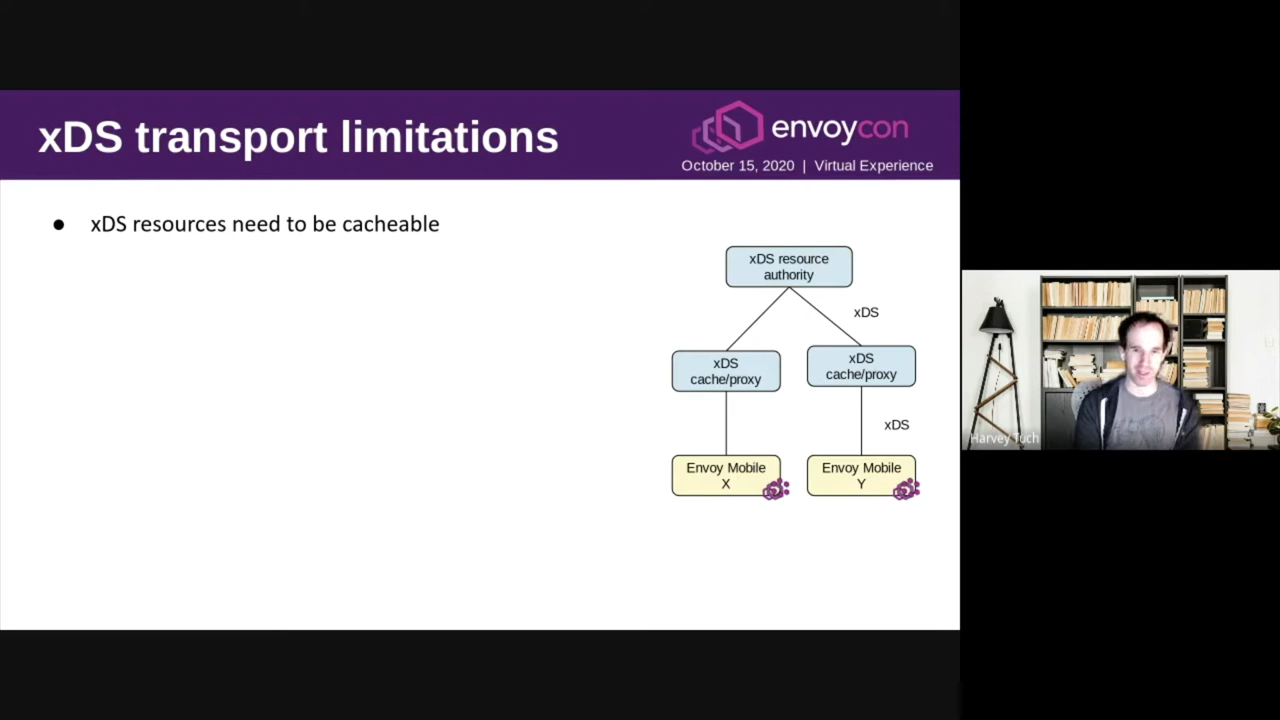 xDS transport limitations
envoycon
October 15, 2020 | Virtual Experience
● xDS resources need to be cacheable
xDS resource
authority
xDS
xDS
cache/proxy
xDS
cache/proxy
xDS
Envoy Mobile
X
Envoy Mobile
Y
Harvey Tuch